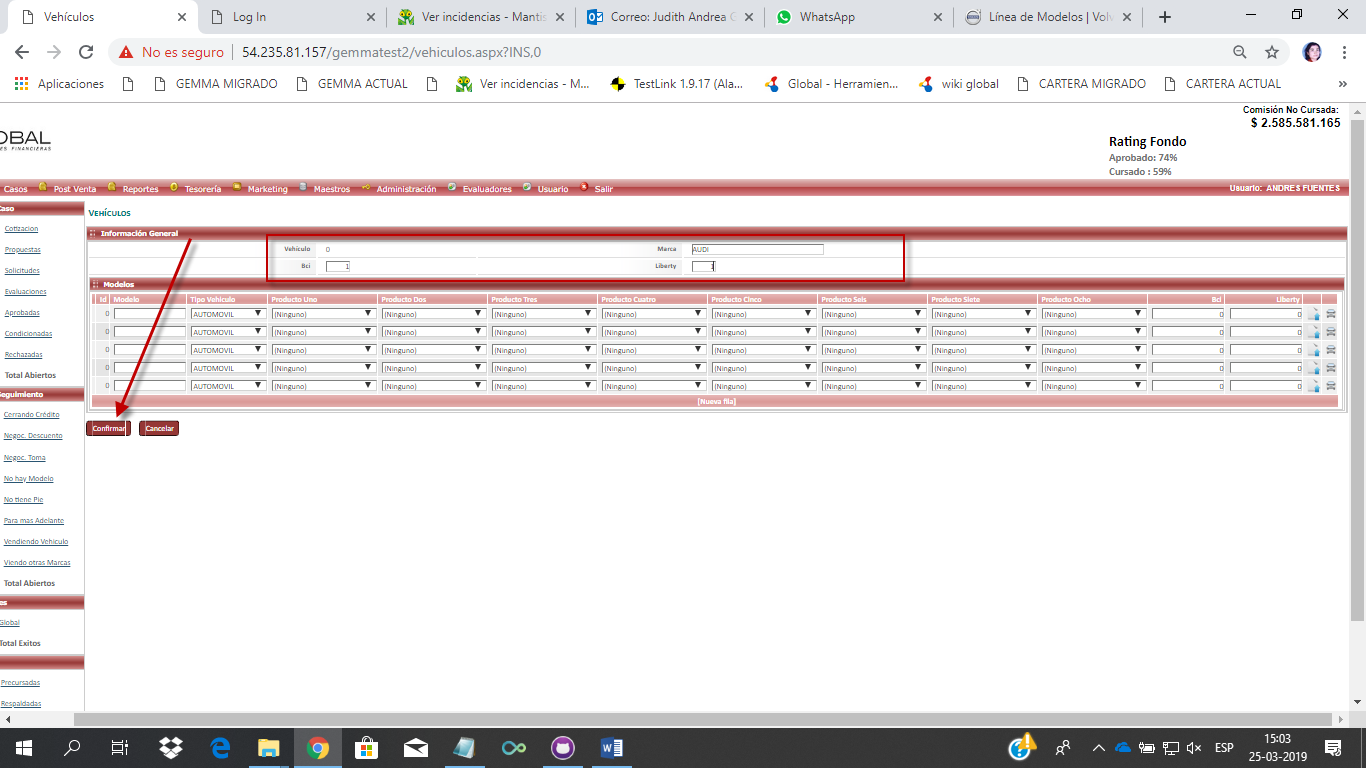 Vehículos Log In Ver incidencias - Mantis Correo: Judith Andrea G WhatsApp Línea de Modelos | Volv
No es seguro 54.235.81.157/gemmatest2/vehiculos.aspx?INS,0
Aplicaciones GEMMA MIGRADO GEMMA ACTUAL Ver incidencias - M... TestLink 1.9.17 (Ala... Global - Herramien... wiki global CARTERA MIGRADO CARTERA ACTUAL »
Comisión No Cursada:
$ 2.585.581.165
OBAL
ES FINANCIERAS
Rating Fondo
Aprobado: 74%
Cursado : 59%
Casos Post Venta Reportes Tesorería Marketing Maestros Administración Evaluadores Usuario Salir Usuario: ANDRES FUENTES
Caso
Cotizacion
Propuestas
Solicitudes
Evaluaciones
Aprobadas
Condicionadas
Rechazadas
Total Abiertos
Seguimiento
Cerrando Crédito
Negoc. Descuento
Negoc. Toma
No hay Modelo
No tiene Pie
Para mas Adelante
Vendiendo Vehiculo
Viendo otras Marcas
Total Abiertos
es
Global
Total Exitos
Precursadas
Respaldadas
VEHÍCULOS
Información General
Vehículo 0 Marca AUDI
Bci 1 Liberty 1
Modelos
Id Modelo Tipo Vehículo Producto Uno Producto Dos Producto Tres Producto Cuatro Producto Cinco Producto Seis Producto Siete Producto Ocho Bci Liberty
0 AUTOMOVIL (Ninguno) (Ninguno) (Ninguno) (Ninguno) (Ninguno) (Ninguno) (Ninguno) (Ninguno) 0 0
0 AUTOMOVIL (Ninguno) (Ninguno) (Ninguno) (Ninguno) (Ninguno) (Ninguno) (Ninguno) (Ninguno) 0 0
0 AUTOMOVIL (Ninguno) (Ninguno) (Ninguno) (Ninguno) (Ninguno) (Ninguno) (Ninguno) (Ninguno) 0 0
0 AUTOMOVIL (Ninguno) (Ninguno) (Ninguno) (Ninguno) (Ninguno) (Ninguno) (Ninguno) (Ninguno) 0 0
0 AUTOMOVIL (Ninguno) (Ninguno) (Ninguno) (Ninguno) (Ninguno) (Ninguno) (Ninguno) (Ninguno) 0 0
[Nueva fila]
Confirmar Cancelar
ESP
15:03
25-03-2019